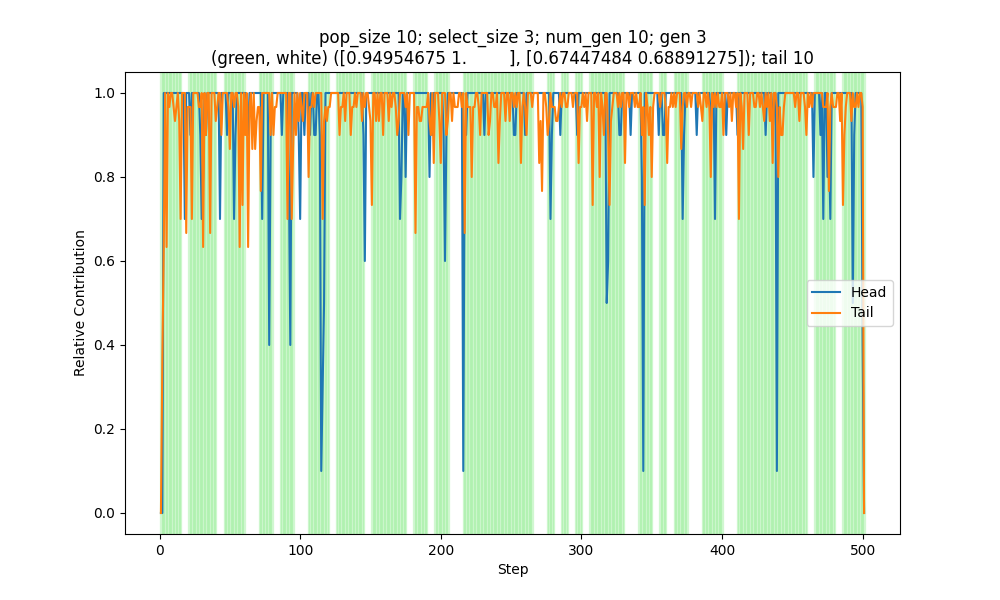 pop_size 10; select_size 3; num_gen 10; gen 3
(green, white) ([0.94954675 1.        ], [0.67447484 0.68891275]); tail 10
1.0
0.8
0.6
0.4
0.2
0.0
Relative Contribution
Head
Tail
0
100
200
300
400
500
Step